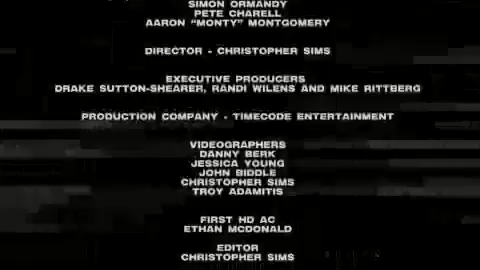 SIMON ORMANDY
PETE CHARELL
AARON "MONTY" MONTGOMERY
DIRECTOR - CHRISTOPHER SIMS
EXECUTIVE PRODUCERS
DRAKE SUTTON-SHEARER, RANDI WILENS AND MIKE RITTBERG
PRODUCTION COMPANY - TIMECODE ENTERTAINMENT
VIDEOGRAPHERS
DANNY BERK
JESSICA YOUNG
JOHN BIDDLE
CHRISTOPHER SIMS
TROY ADAMITIS
FIRST HD AC
ETHAN MCDONALD
EDITOR
CHRISTOPHER SIMS